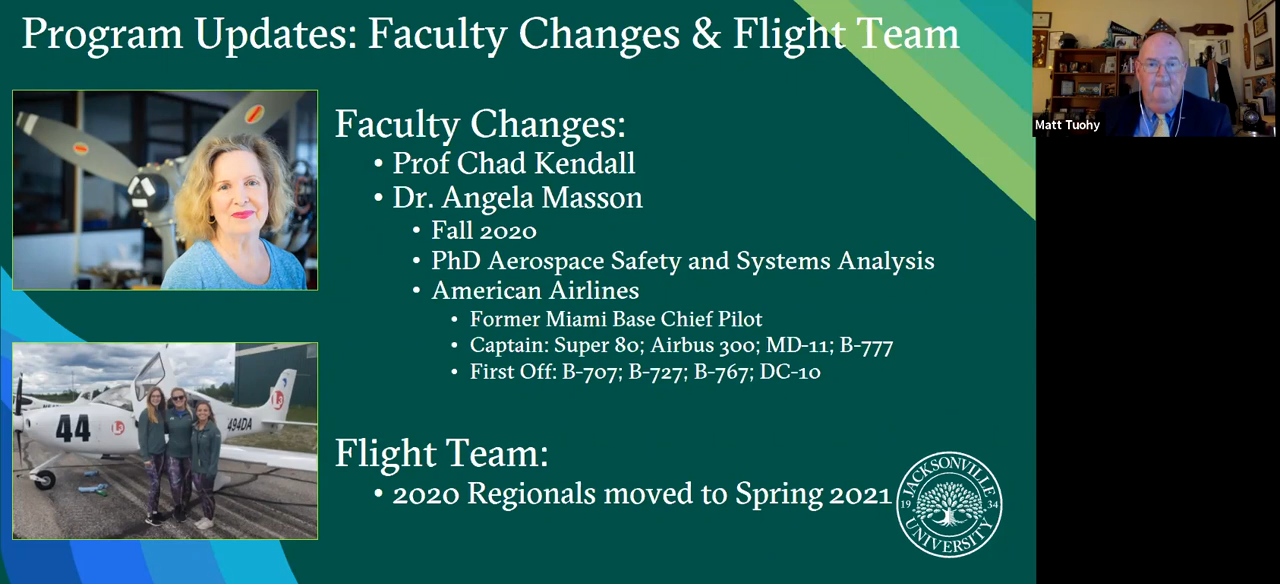 Program Updates: Faculty Changes & Flight Team
Matt Tuohy
Faculty Changes:
• Prof Chad Kendall
• Dr. Angela Masson
• Fall 2020
• PhD Aerospace Safety and Systems Analysis
• American Airlines
• Former Miami Base Chief Pilot
• Captain: Super 80; Airbus 300; MD-11; B-777
• First Off: B-707; B-727; B-767; DC-10
44
L3
494DA
L3
Flight Team:
• 2020 Regionals moved to Spring 2021
JACKSONVILLE
19 34
UNIVERSITY